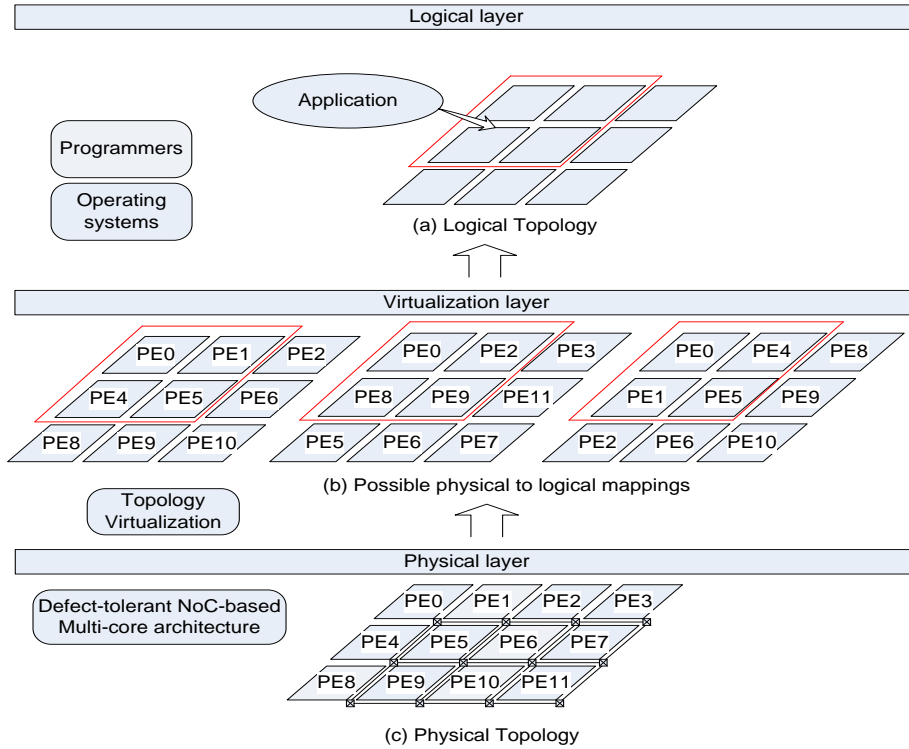 Logical layer
Application
Programmers
Operating
systems
(a) Logical Topology
Virtualization layer
PE0 PE1 PE2
PE4 PE5 PE6
PE8 PE9 PE10
PE0 PE2 PE3
PE8 PE9 PE11
PE5 PE6 PE7
PE0 PE4 PE8
PE1 PE5 PE9
PE2 PE6 PE10
(b) Possible physical to logical mappings
Topology
Virtualization
Physical layer
Defect-tolerant NoC-based
Multi-core architecture
PE0 PE1 PE2 PE3
PE4 PE5 PE6 PE7
PE8 PE9 PE10 PE11
(c) Physical Topology